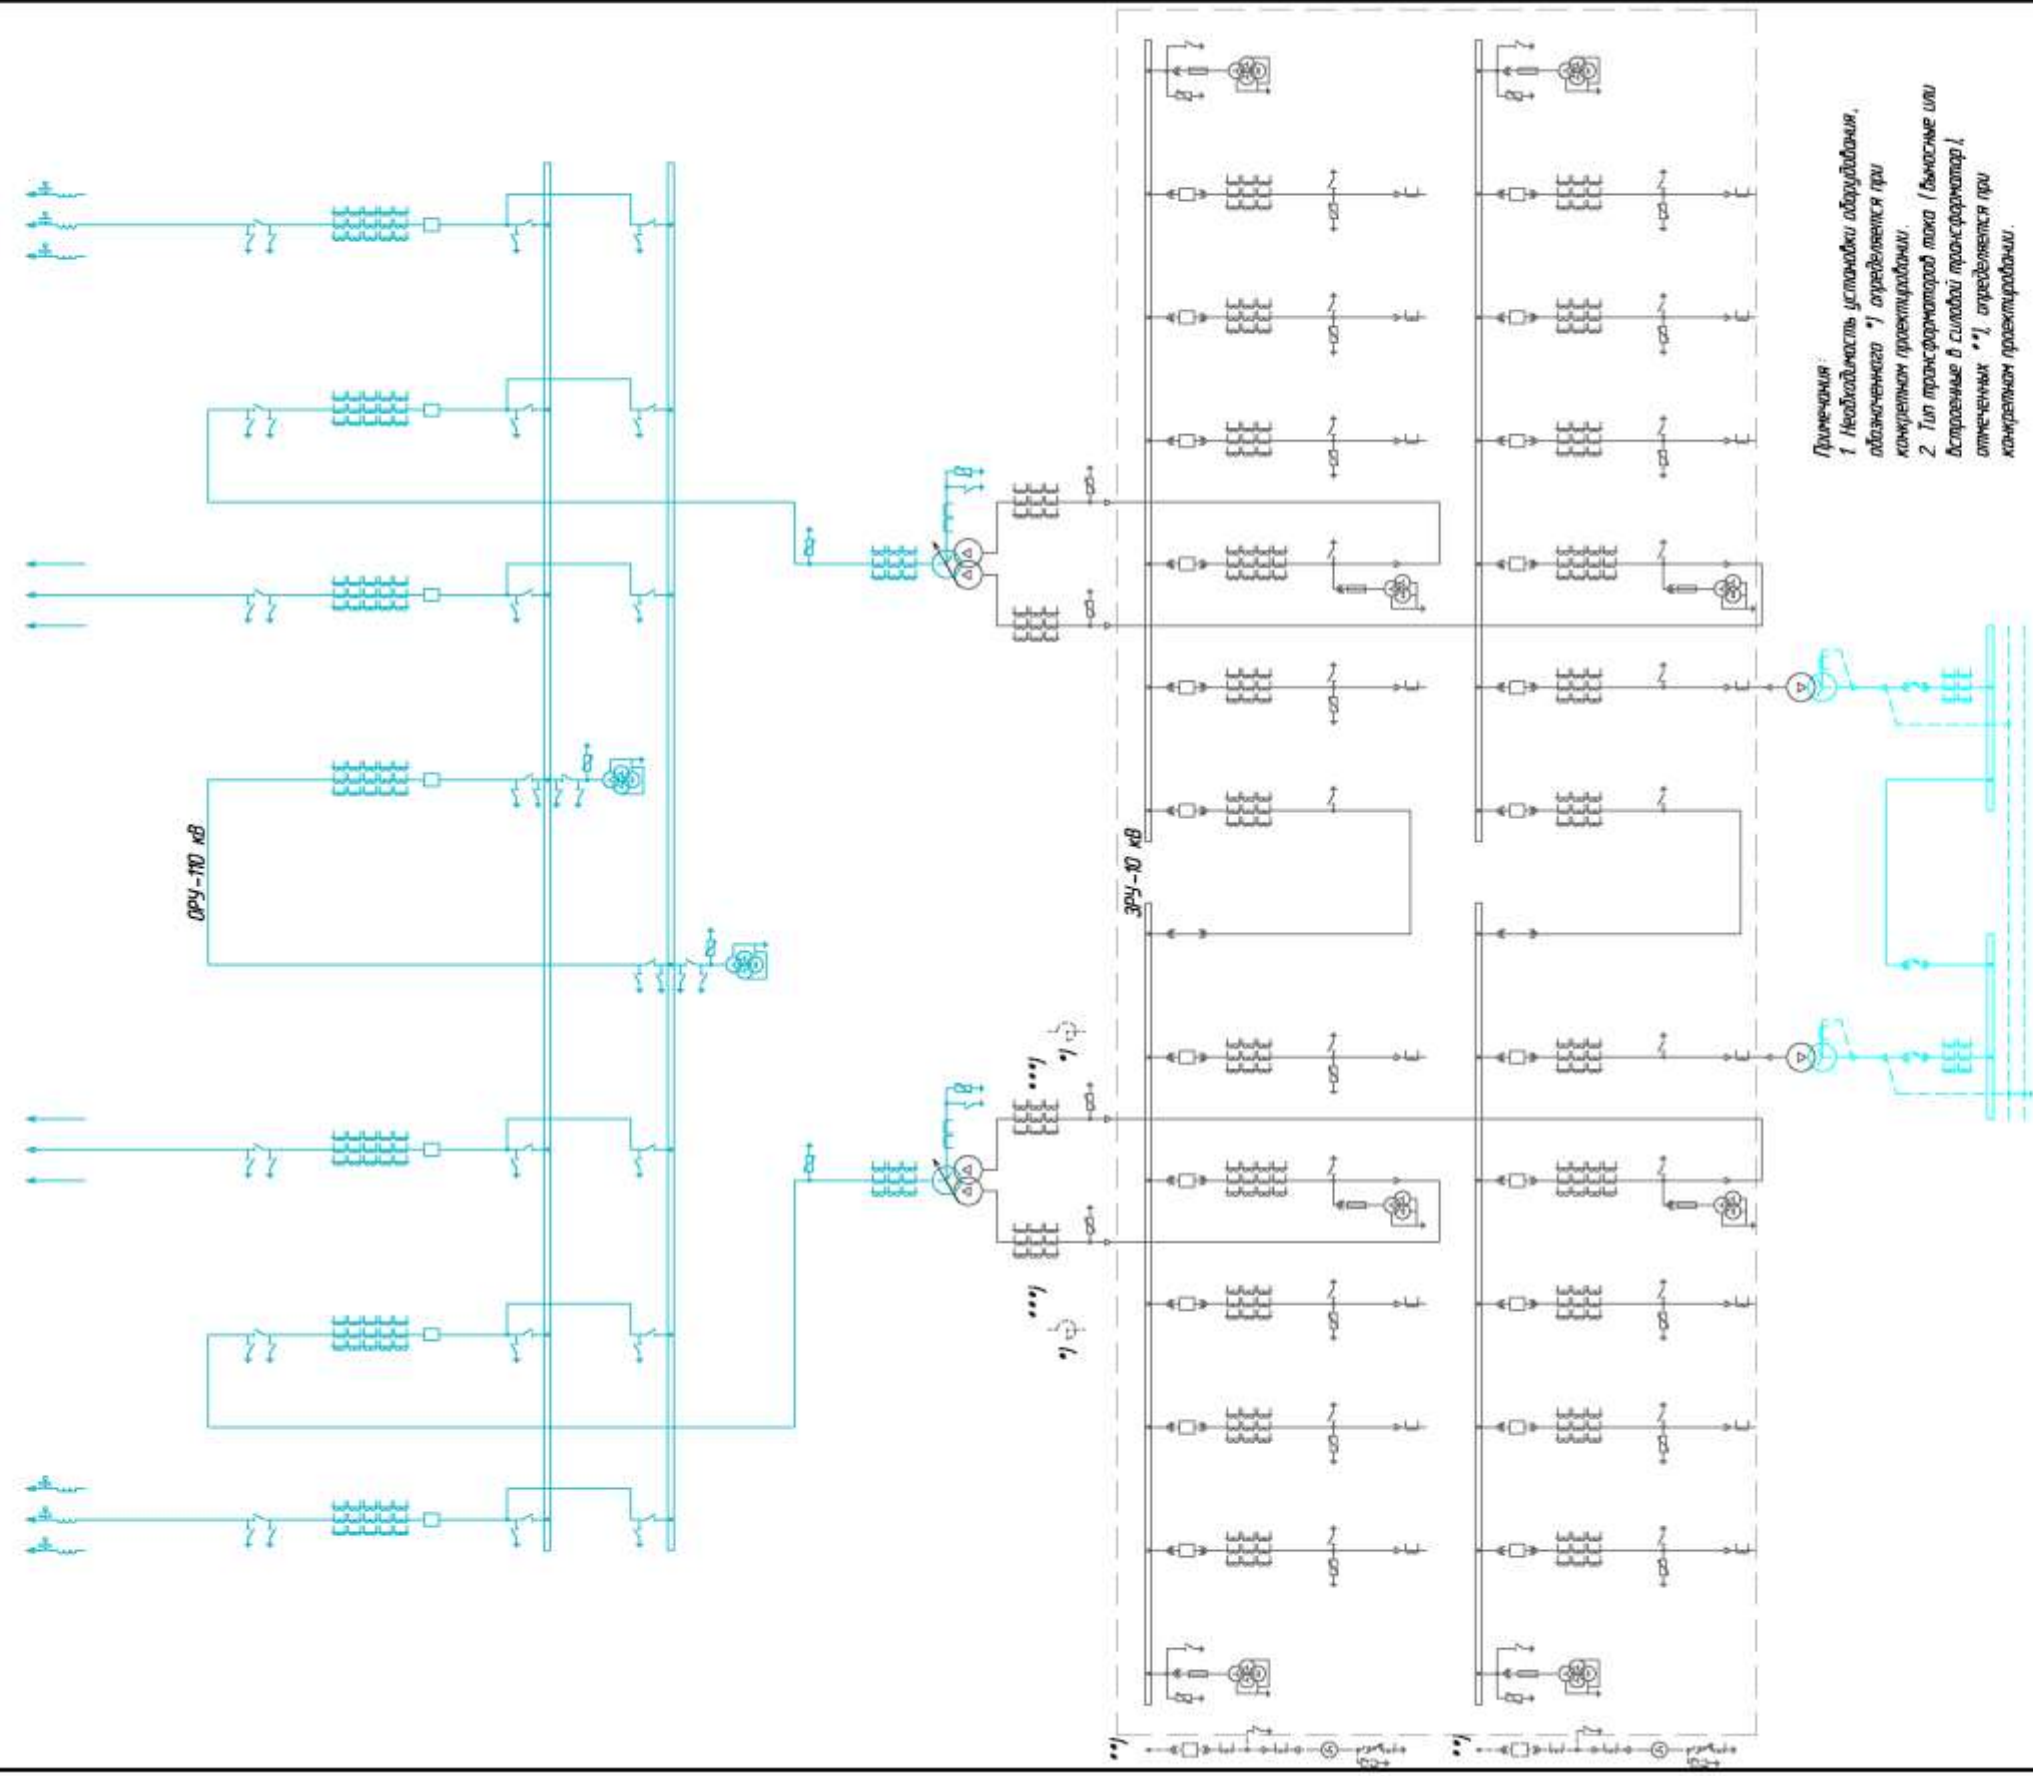 ОРУ-110 кВ
ЗРУ-10 кВ
Примечания:
1. Необходимость установки оборудования,
обозначенного *) определяется при
конкретном проектировании.
2. Тип трансформаторов тока (выносные или
встроенные в силовой трансформатор),
отмеченных **), определяется при
конкретном проектировании.